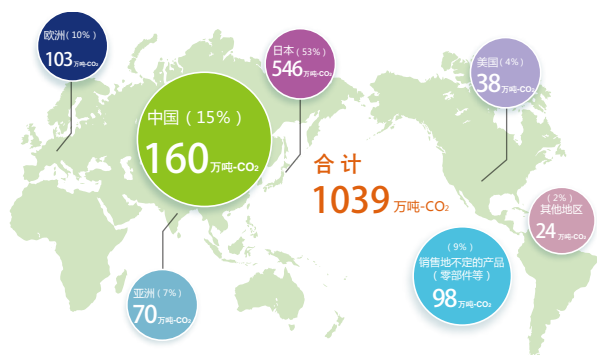 欧洲（10%）
103万吨-CO₂
日本（53%）
546万吨-CO₂
美国（4%）
38万吨-CO₂
中国（15%）
160万吨-CO₂
合计
1039万吨-CO₂
（2%）
其他地区
24万吨-CO₂
（9%）
销售地不定的产品
（零部件等）
98万吨-CO₂
亚洲（7%）
70万吨-CO₂